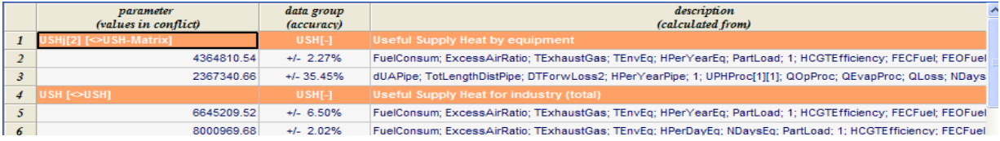 parameter data group description
(values in conflict) (accuracy) (calculated from)
1 USHj[2] [<>USH-Matrix] USH[-] Useful Supply Heat by equipment
2 4364810.54 +/- 2.27% FuelConsum; ExcessAirRatio; TExhaustGas; TEnvEq; HPerYearEq; PartLoad; 1; HCGTEfficiency; FECFuel; FEOFuel
3 2367340.66 +/- 35.45% dUAPipe; TotLengthDistPipe; DTForwLoss2; HPerYearPipe; 1; UPHProc[1][1]; QOpProc; QEvapProc; QLoss; NDays
4 USH [<>USH] USH[-] Useful Supply Heat for industry (total)
5 6645209.52 +/- 6.50% FuelConsum; ExcessAirRatio; TExhaustGas; TEnvEq; HPerYearEq; PartLoad; 1; HCGTEfficiency; FECFuel; FEOFuel
6 8000969.68 +/- 2.02% FuelConsum; ExcessAirRatio; TExhaustGas; TEnvEq; HPerDayEq; NDaysEq; PartLoad; 1; HCGTEfficiency; FECFuel